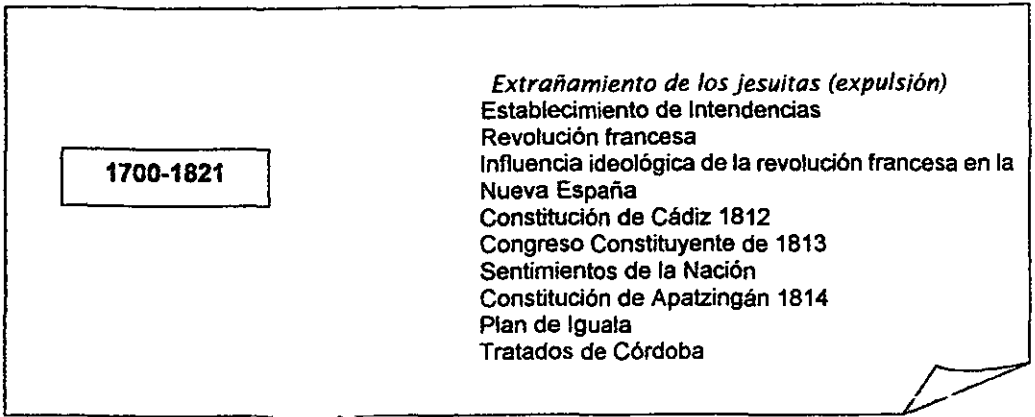 1700-1821
Extrañamiento de los jesuitas (expulsión)
Establecimiento de Intendencias
Revolución francesa
Influencia ideológica de la revolución francesa en la
Nueva España
Constitución de Cádiz 1812
Congreso Constituyente de 1813
Sentimientos de la Nación
Constitución de Apatzingán 1814
Plan de Iguala
Tratados de Córdoba